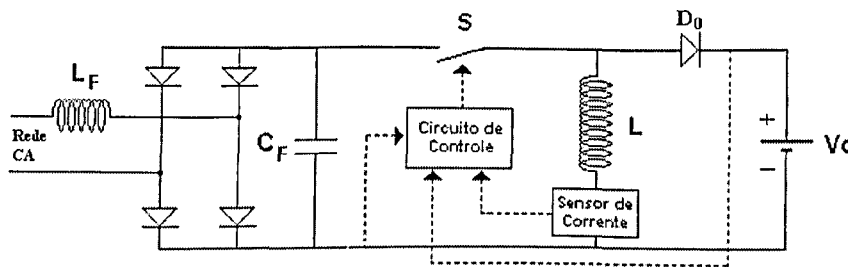 S
D0
LF
Rede
CA
CF
Circuito de
Controle
L
Sensor de
Corrente
+
−
Vo